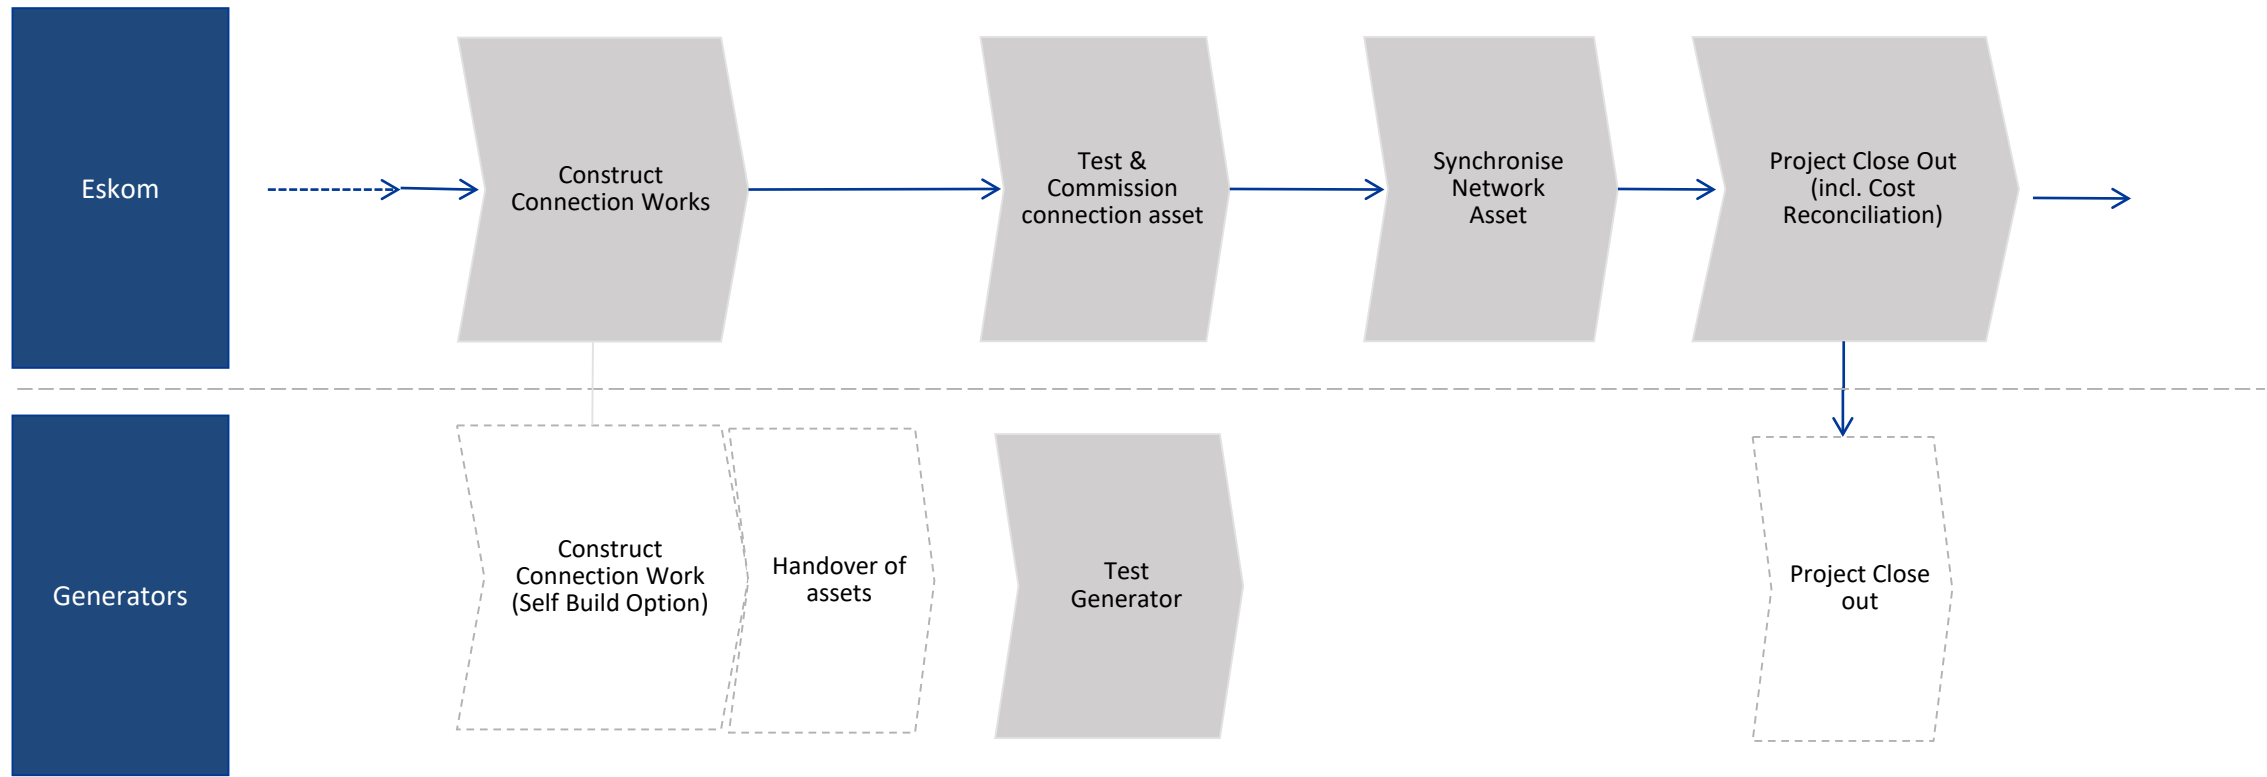 Eskom
Construct
Connection Works
Test &
Commission
connection asset
Synchronise
Network
Asset
Project Close Out
(incl. Cost
Reconciliation)
Generators
Construct
Connection Work
(Self Build Option)
Handover of
assets
Test
Generator
Project Close
out